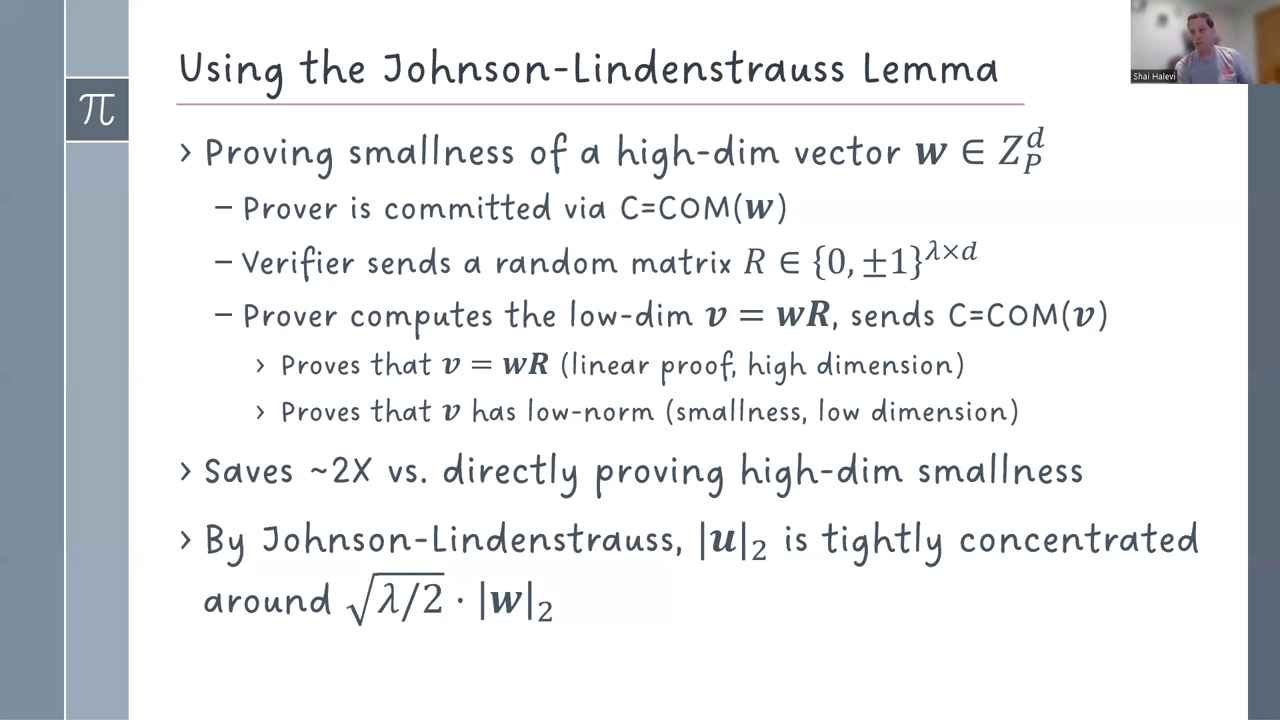 Using the Johnson-Lindenstrauss Lemma
π
Shai Halevi
› Proving smallness of a high-dim vector 𝒘 ∈ Z_P^d
– Prover is committed via C=COM(𝒘)
– Verifier sends a random matrix R ∈ {0, ±1}^{λ×d}
– Prover computes the low-dim 𝒗 = 𝒘𝑹, sends C=COM(𝒗)
› Proves that 𝒗 = 𝒘𝑹 (linear proof, high dimension)
› Proves that 𝒗 has low-norm (smallness, low dimension)
› Saves ~2X vs. directly proving high-dim smallness
› By Johnson-Lindenstrauss, |𝒖|₂ is tightly concentrated
around √(λ/2) · |𝒘|₂